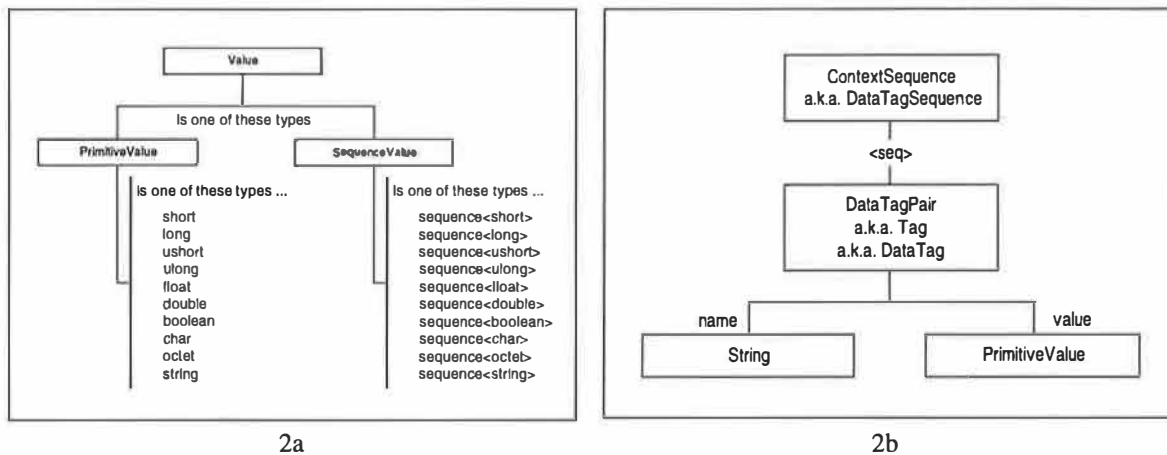 Value
Is one of these types
PrimitiveValue
SequenceValue
Is one of these types ...
short
long
ushort
ulong
float
double
boolean
char
octet
string
Is one of these types ...
sequence<short>
sequence<long>
sequence<ushort>
sequence<ulong>
sequence<float>
sequence<double>
sequence<boolean>
sequence<char>
sequence<octet>
sequence<string>
2a
ContextSequence
a.k.a. DataTagSequence
<seq>
DataTagPair
a.k.a. Tag
a.k.a. DataTag
name
value
String
PrimitiveValue
2b